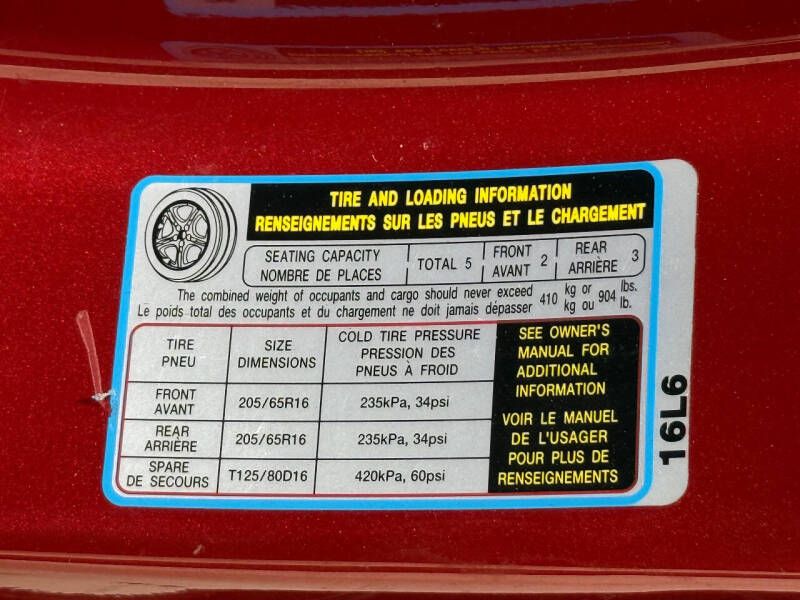 TIRE AND LOADING INFORMATION
RENSEIGNEMENTS SUR LES PNEUS ET LE CHARGEMENT
SEATING CAPACITY
NOMBRE DE PLACES
TOTAL 5
FRONT
AVANT 2
REAR
ARRIÈRE 3
The combined weight of occupants and cargo should never exceed 410 kg or 904 lbs.
Le poids total des occupants et du chargement ne doit jamais dépasser kg ou lb.
TIRE
PNEU
SIZE
DIMENSIONS
COLD TIRE PRESSURE
PRESSION DES
PNEUS À FROID
FRONT
AVANT
205/65R16
235kPa, 34psi
REAR
ARRIÈRE
205/65R16
235kPa, 34psi
SPARE
DE SECOURS
T125/80D16
420kPa, 60psi
SEE OWNER'S
MANUAL FOR
ADDITIONAL
INFORMATION
VOIR LE MANUEL
DE L'USAGER
POUR PLUS DE
RENSEIGNEMENTS
16L6